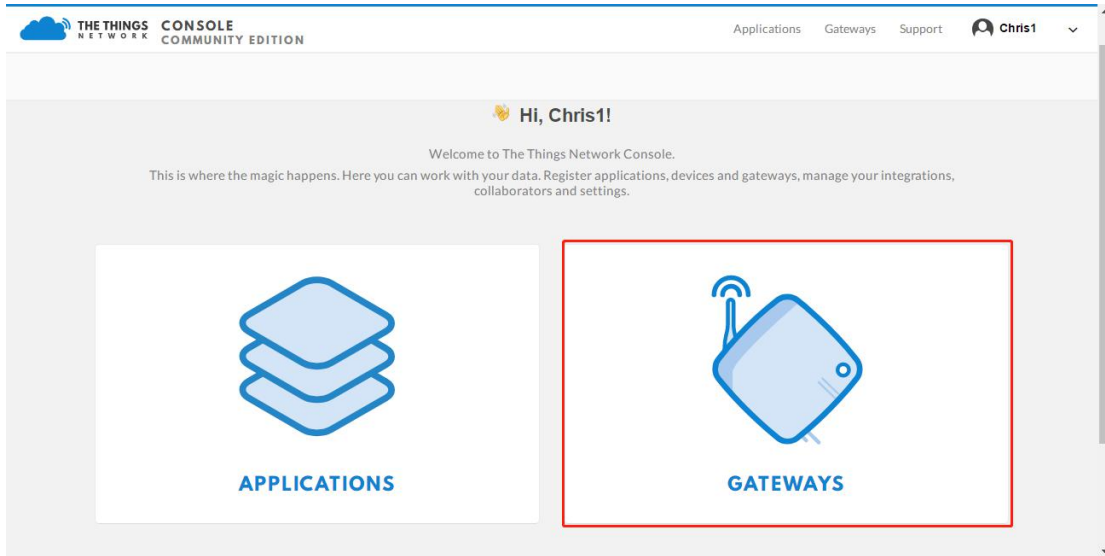 THE THINGS
NETWORK
CONSOLE
COMMUNITY EDITION
Applications Gateways Support Chris1
Hi, Chris1!
Welcome to The Things Network Console.
This is where the magic happens. Here you can work with your data. Register applications, devices and gateways, manage your integrations,
collaborators and settings.
APPLICATIONS
GATEWAYS